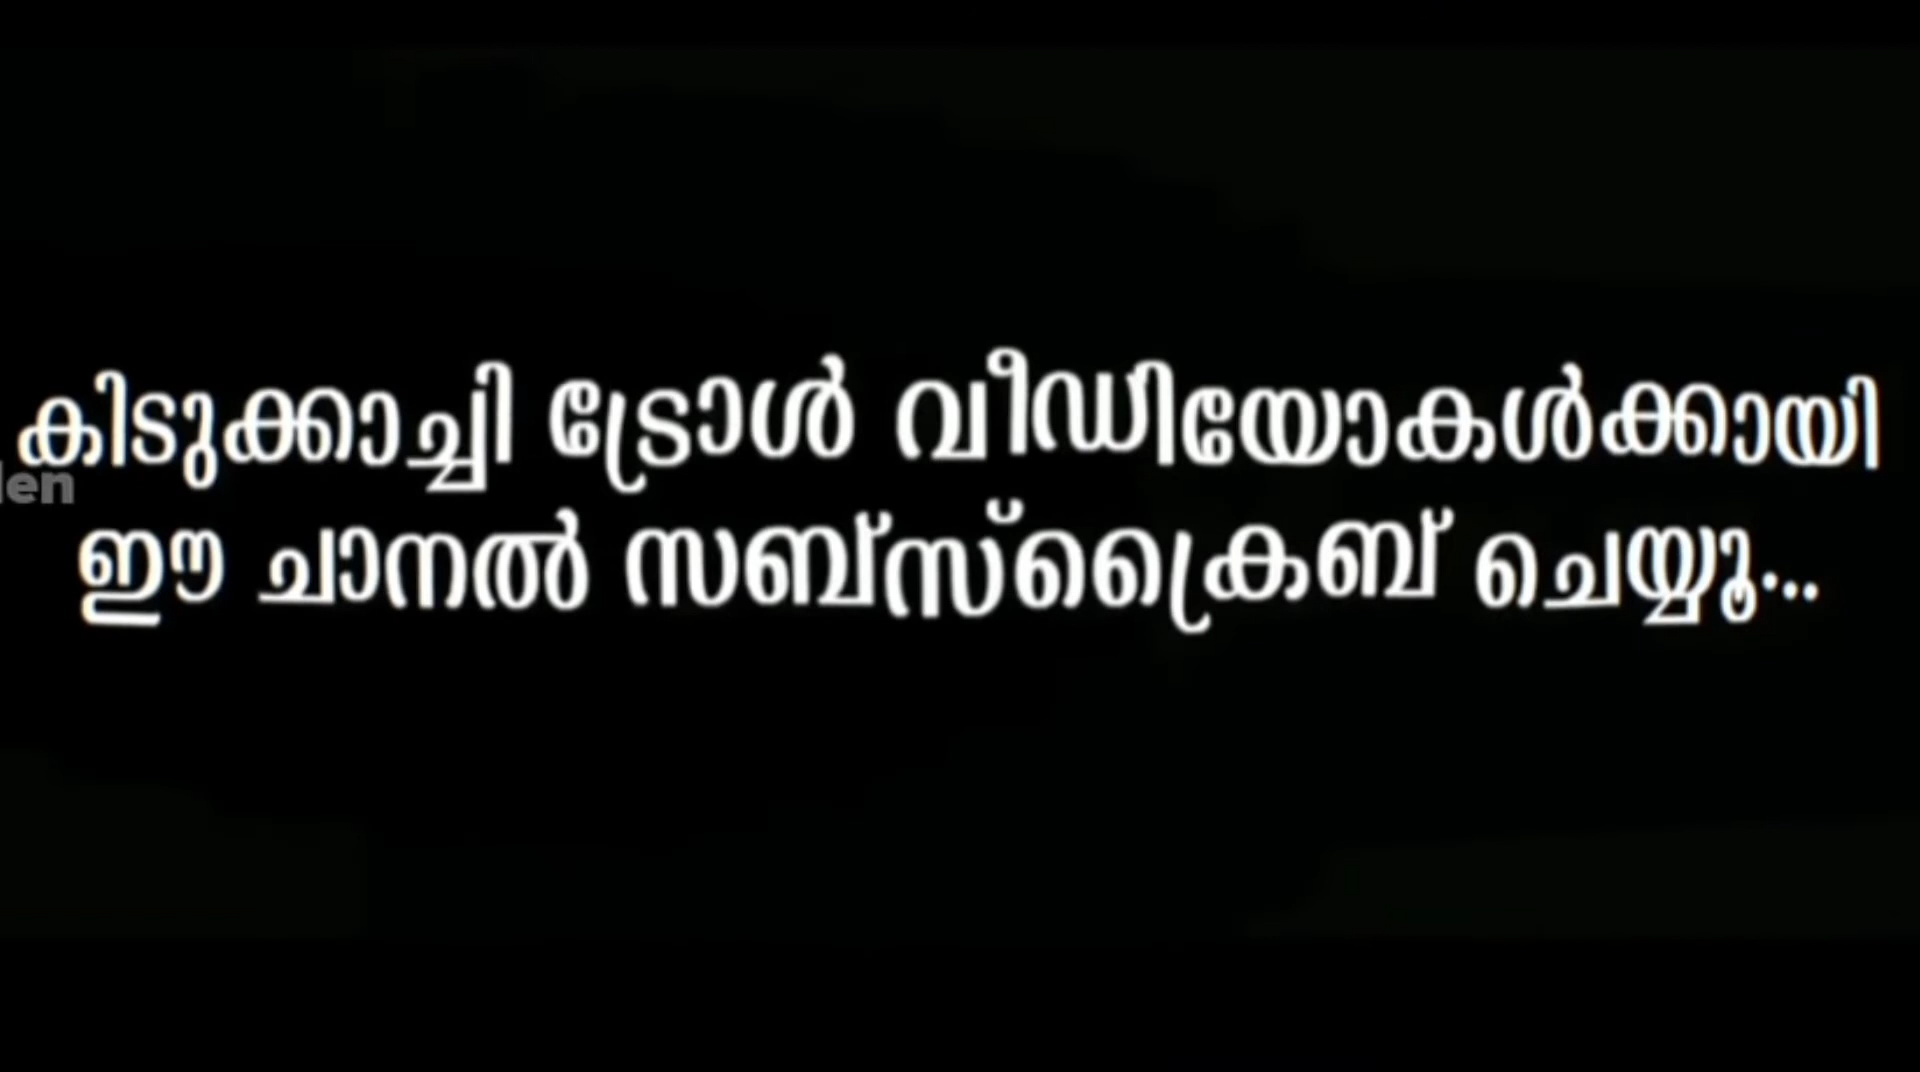 കിടുക്കാച്ചി ട്രോൾ വീഡിയോകൾക്കായി
ഈ ചാനൽ സബ്സ്ക്രൈബ് ചെയ്യൂ...